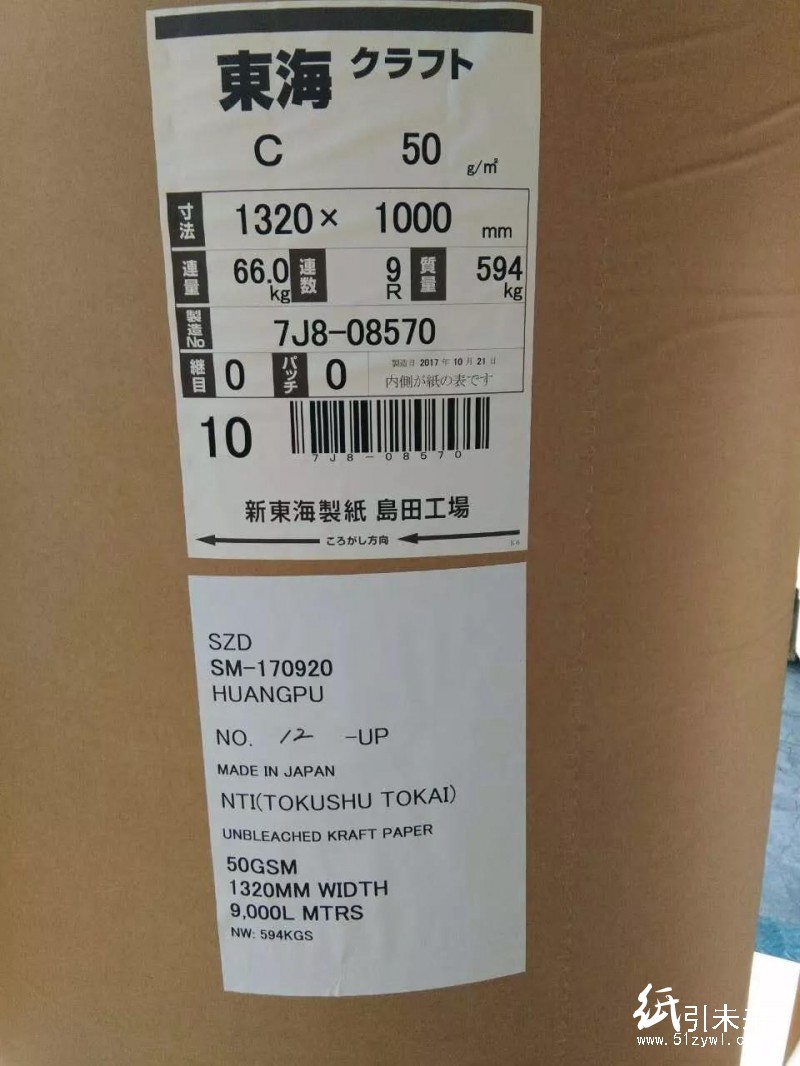 東海 クラフト
C 50 g/㎡
寸法 1320× 1000 mm
連量 66.0 kg 連数 9 R 質量 594 kg
製造No 7J8-08570
継目 0 パッチ 0 製造日 2017 年 10 月 21 日
内側が紙の表です
10
7J8-08570
新東海製紙 島田工場
ころがし方向
SZD
SM-170920
HUANGPU
NO. 12 -UP
MADE IN JAPAN
NTI(TOKUSHU TOKAI)
UNBLEACHED KRAFT PAPER
50GSM
1320MM WIDTH
9,000L MTRS
NW: 594KGS
纸引未
www.51zywl.c